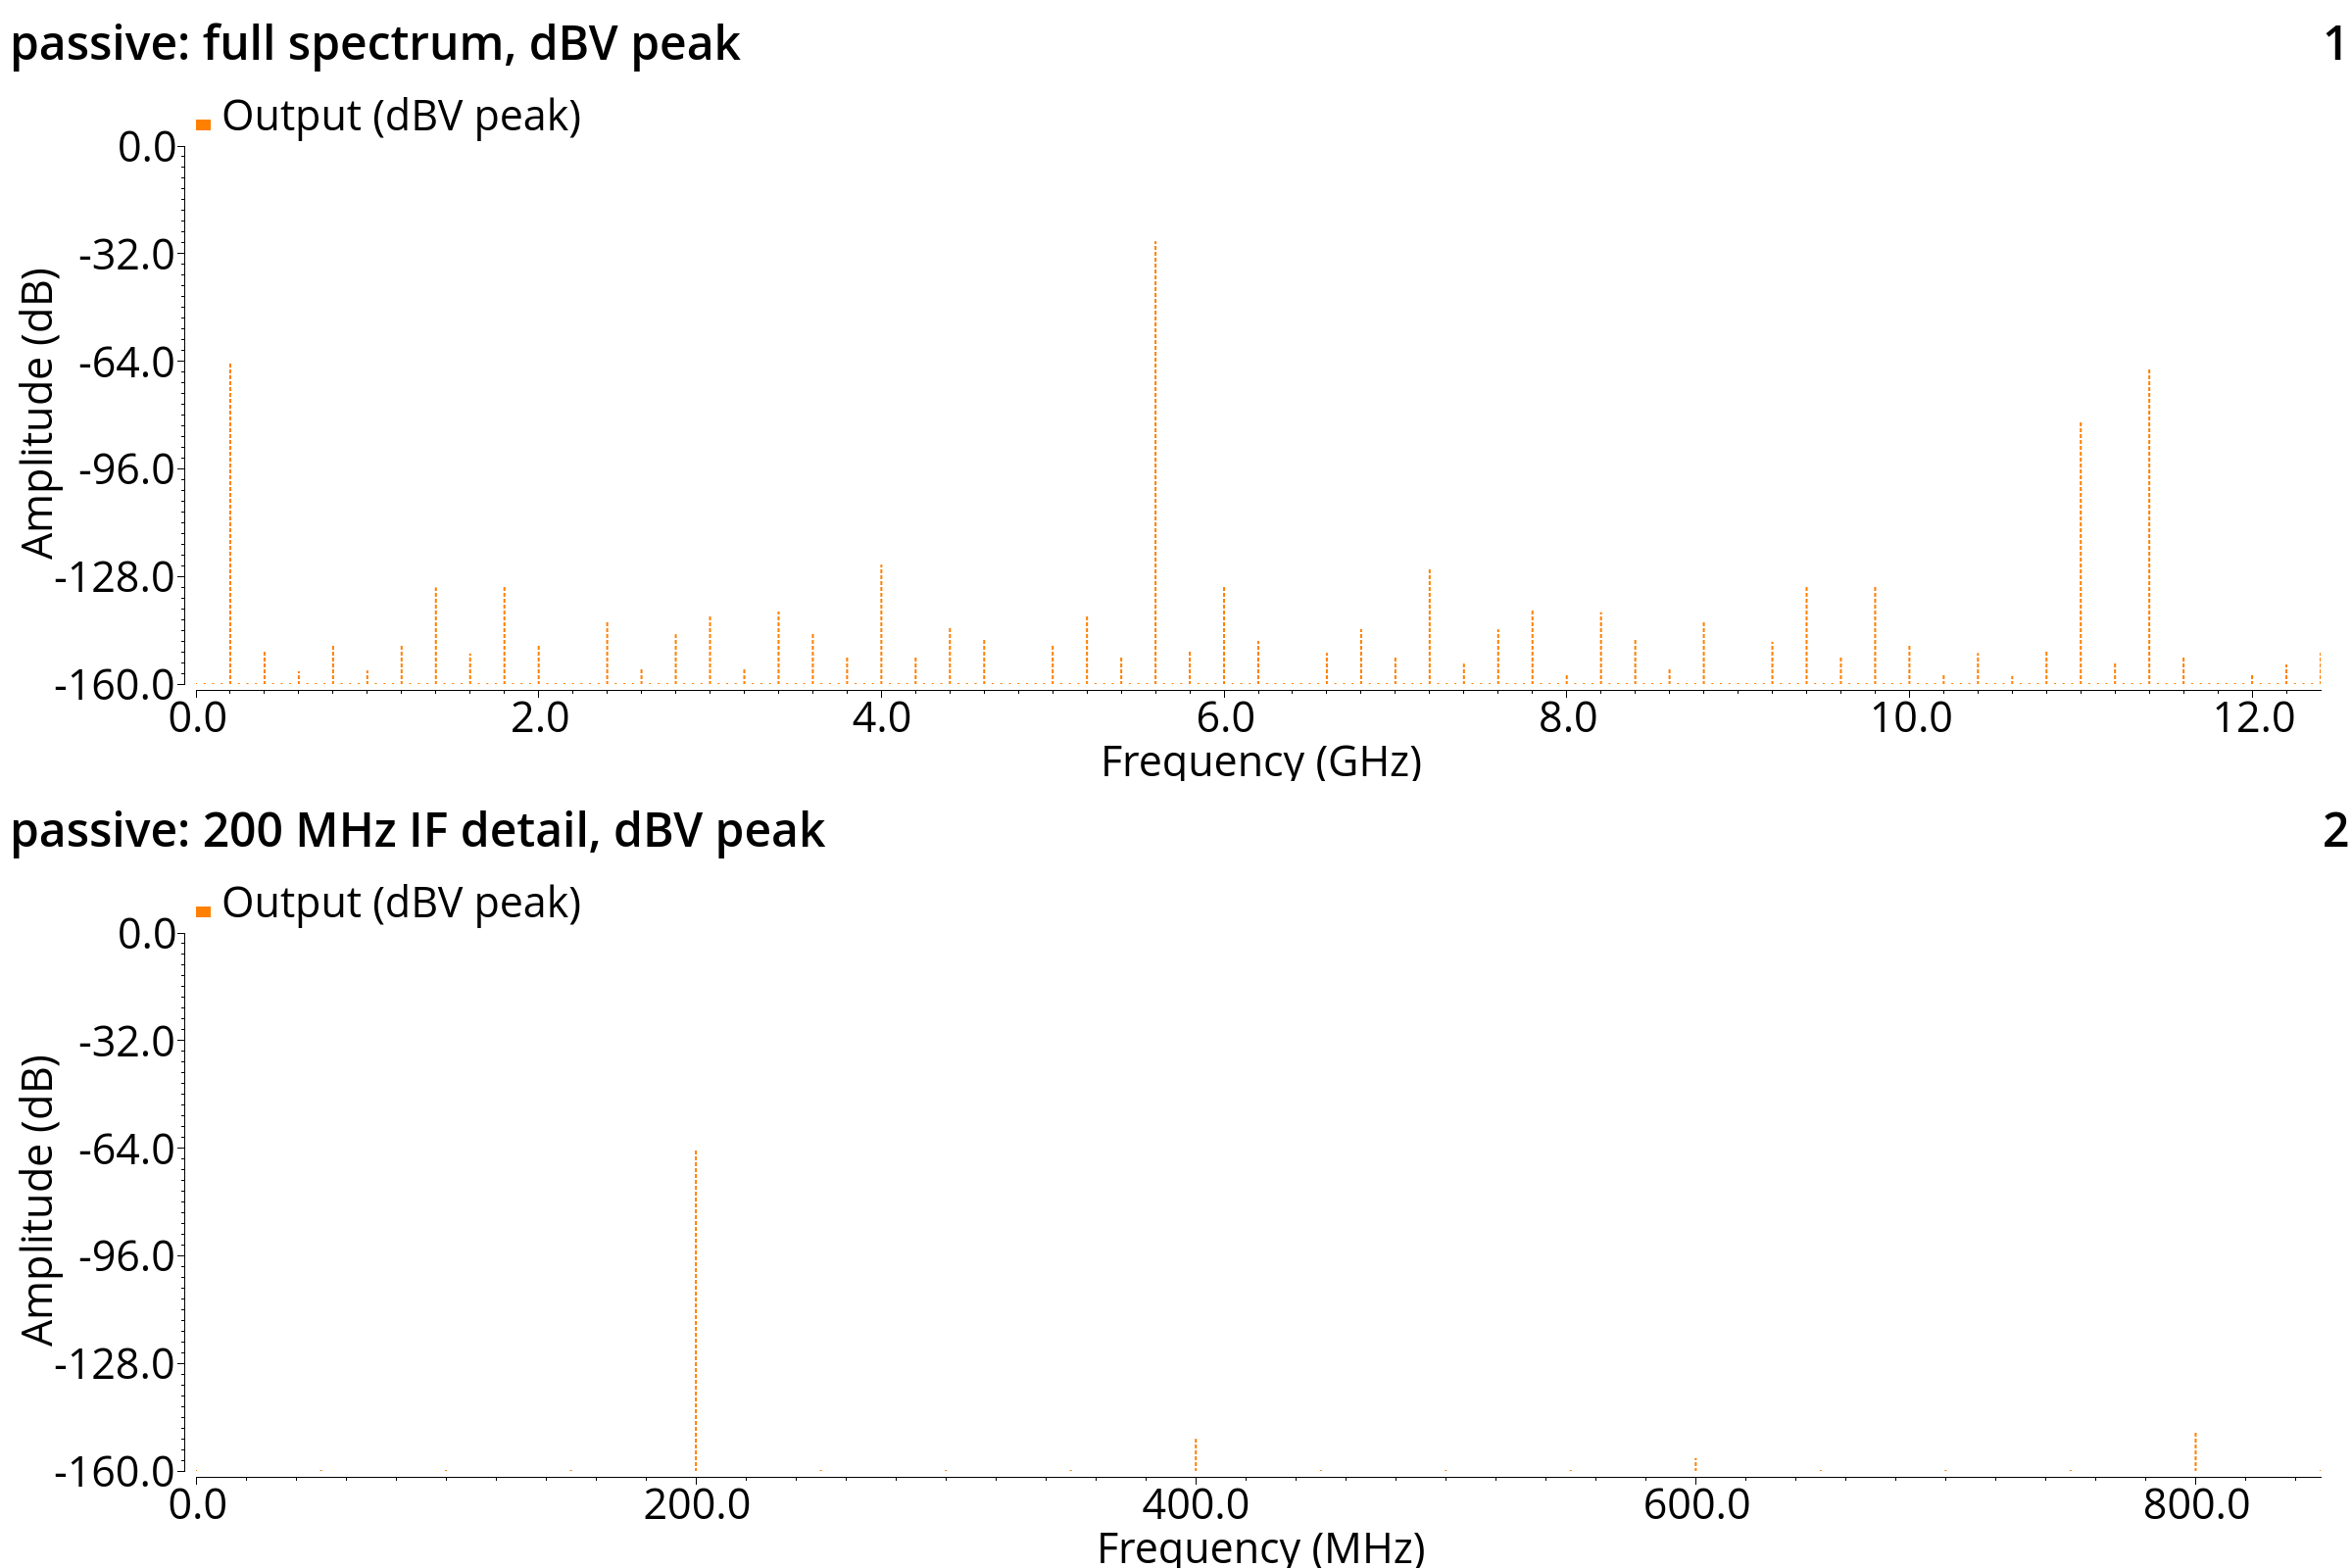 passive: full spectrum, dBV peak 1
Output (dBV peak)
0.0
-32.0
-64.0
-96.0
-128.0
-160.0
Amplitude (dB)
0.0 2.0 4.0 6.0 8.0 10.0 12.0
Frequency (GHz)
passive: 200 MHz IF detail, dBV peak 2
Output (dBV peak)
0.0
-32.0
-64.0
-96.0
-128.0
-160.0
Amplitude (dB)
0.0 200.0 400.0 600.0 800.0
Frequency (MHz)